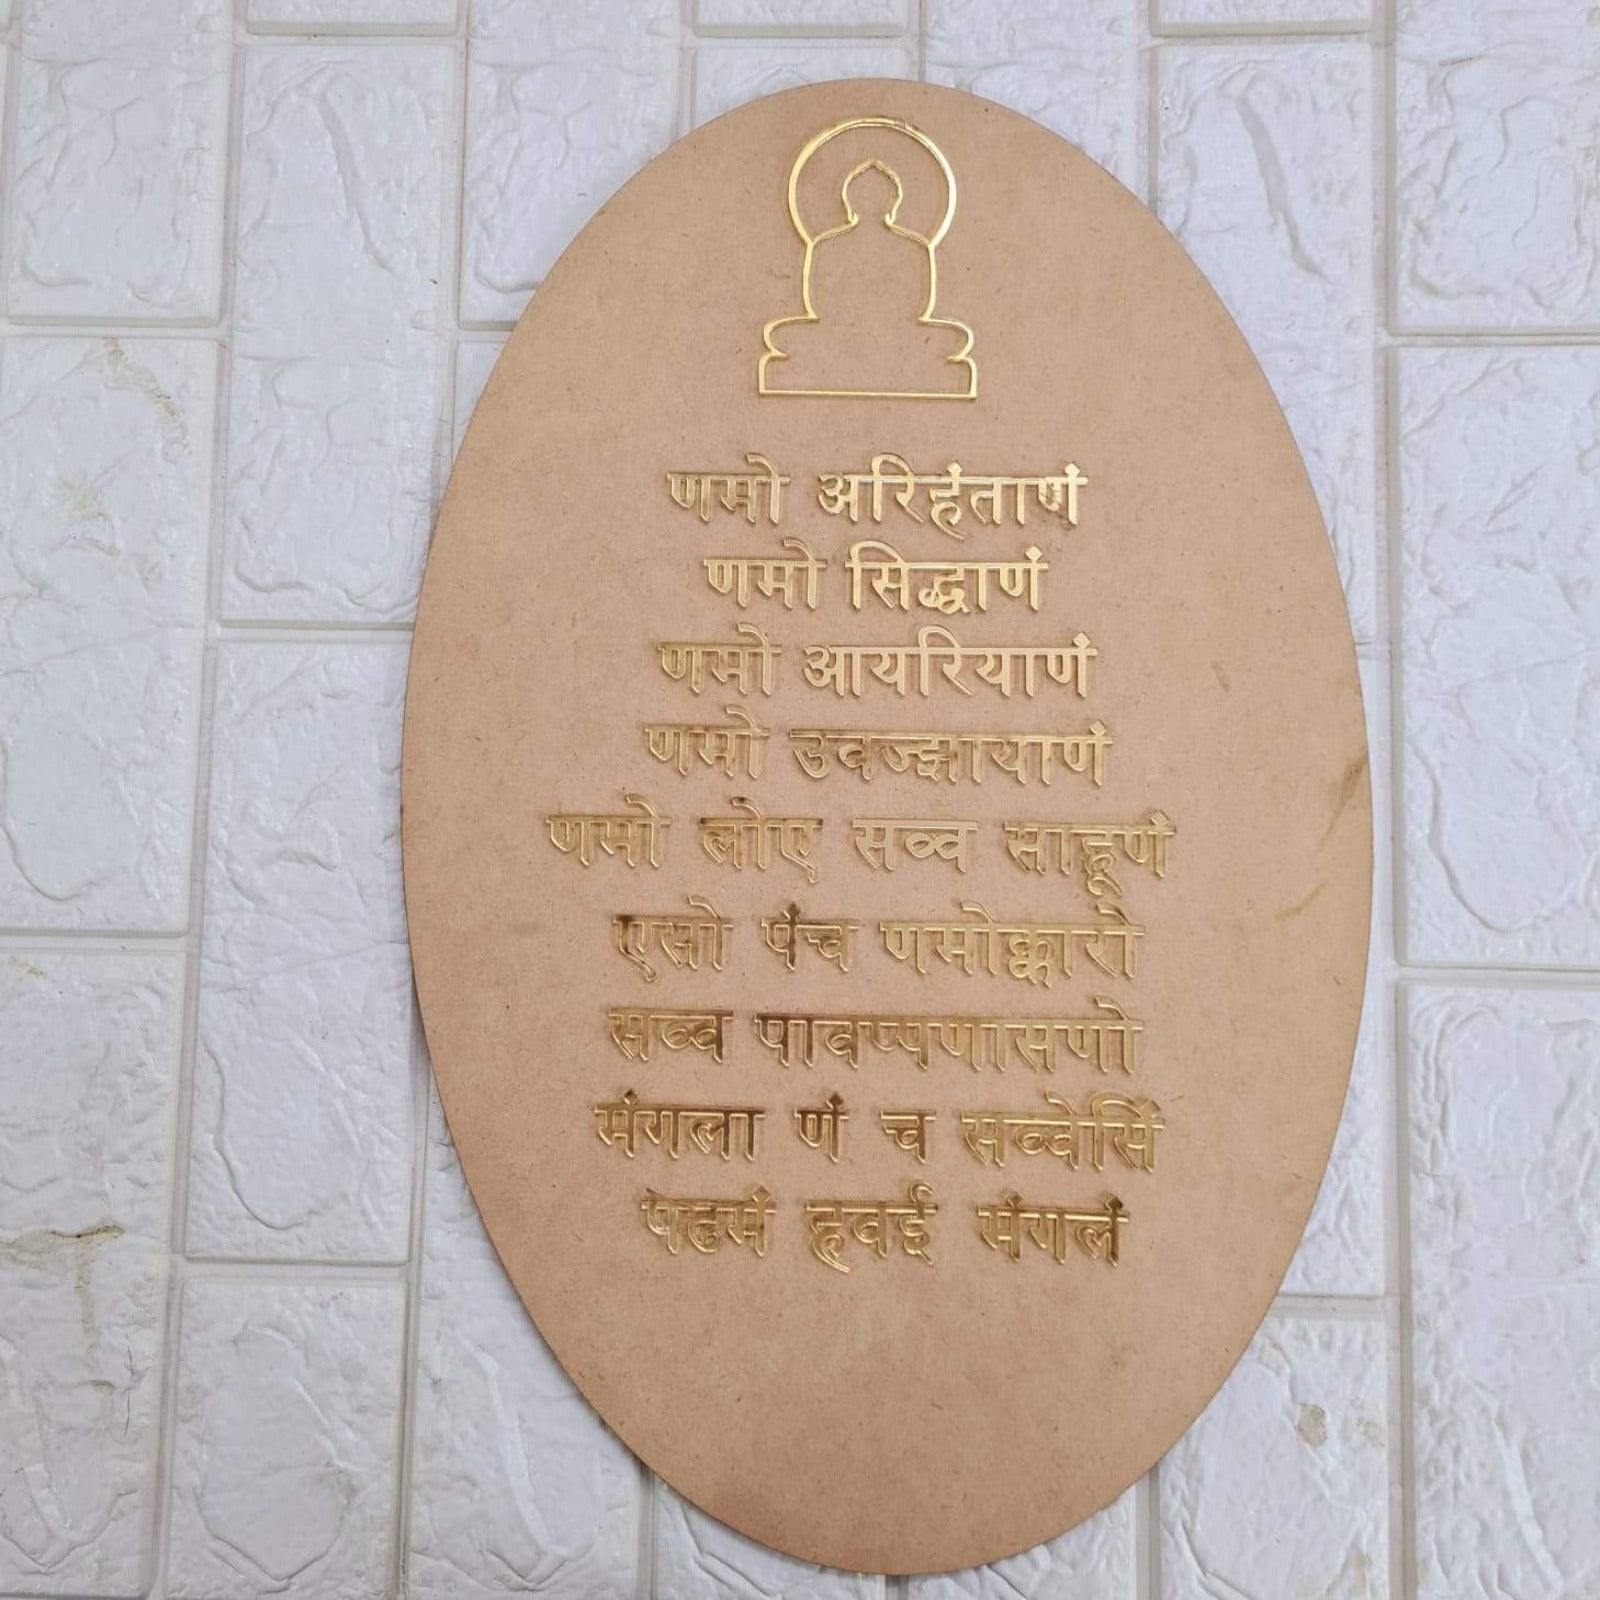 णमो अरिहंताणं
णमो सिद्धाणं
णमो आयरियाणं
णमो उवज्झायाणं
णमो लोए सव्व साहूणं
एसो पंच णमोक्कारो
सव्व पावप्पणासणो
मंगला णं च सव्वेसिं
पढमं हवई मंगलं